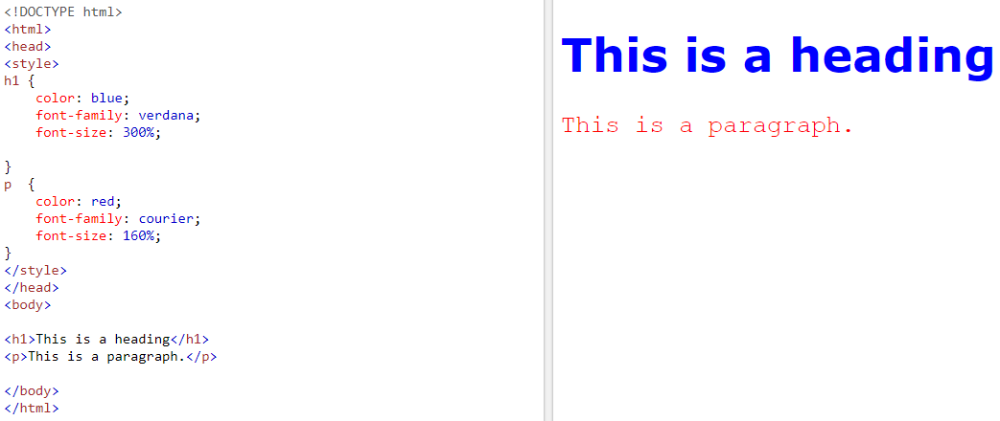 <!DOCTYPE html>
<html>
<head>
<style>
h1 {
    color: blue;
    font-family: verdana;
    font-size: 300%;

}
p  {
    color: red;
    font-family: courier;
    font-size: 160%;
}
</style>
</head>
<body>

<h1>This is a heading</h1>
<p>This is a paragraph.</p>

</body>
</html>
This is a heading
This is a paragraph.